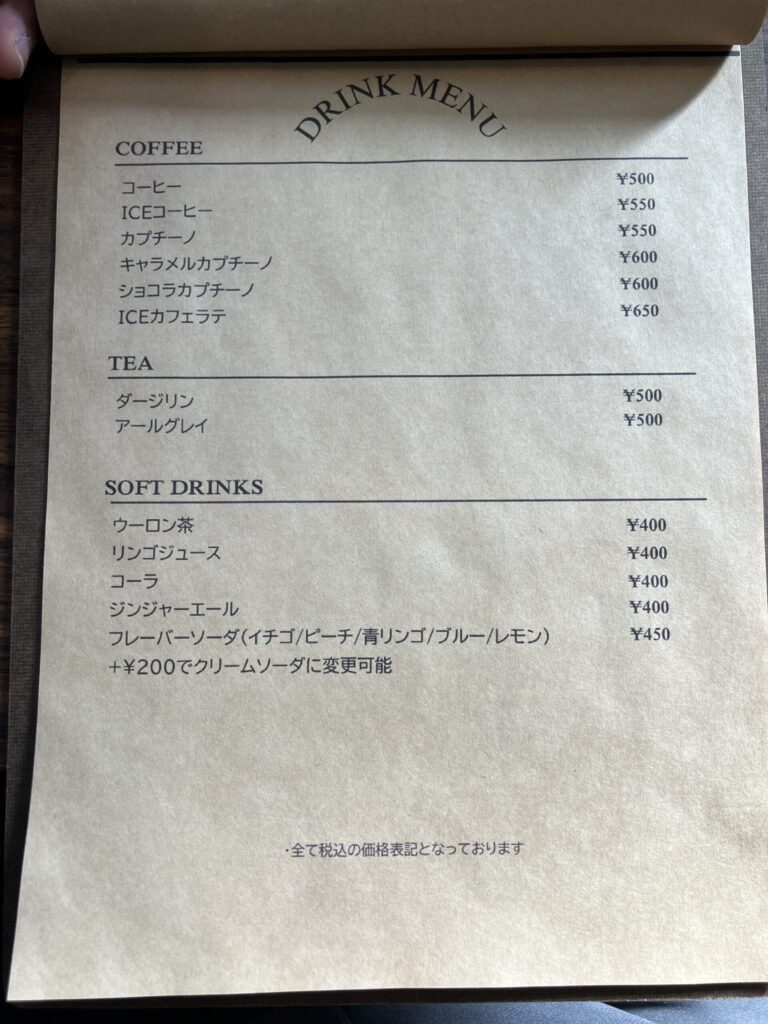 DRINK MENU
COFFEE
コーヒー ¥500
ICEコーヒー ¥550
カプチーノ ¥550
キャラメルカプチーノ ¥600
ショコラカプチーノ ¥600
ICEカフェラテ ¥650
TEA
ダージリン ¥500
アールグレイ ¥500
SOFT DRINKS
ウーロン茶 ¥400
リンゴジュース ¥400
コーラ ¥400
ジンジャーエール ¥400
フレーバーソーダ(イチゴ/ピーチ/青リンゴ/ブルー/レモン) ¥450
+¥200でクリームソーダに変更可能
・全て税込の価格表記となっております